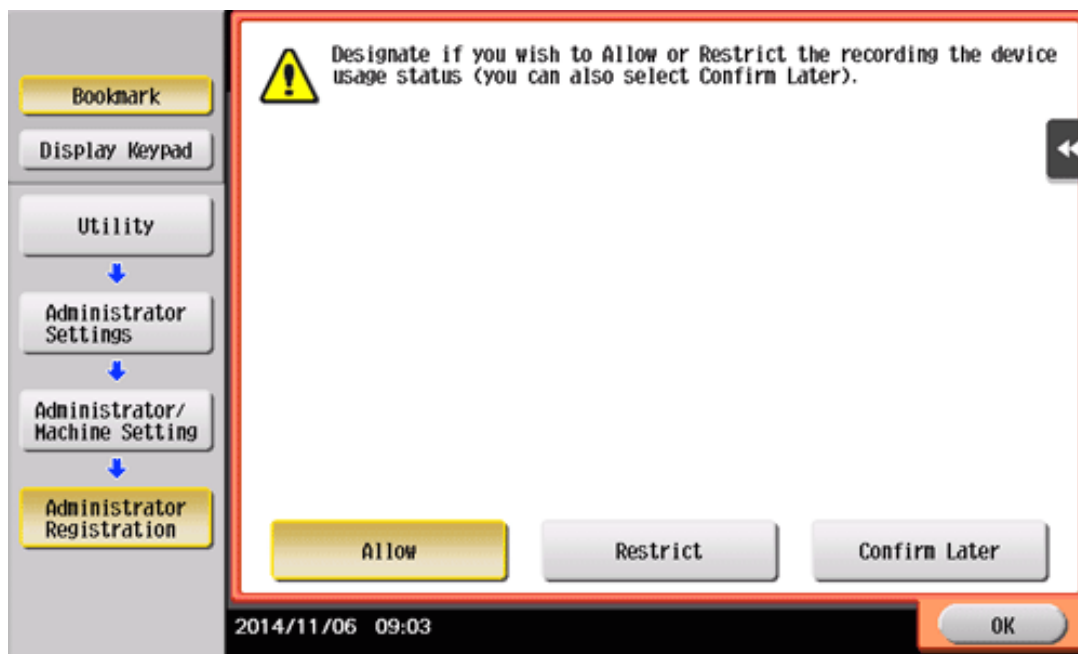 Designate if you wish to Allow or Restrict the recording the device
usage status (you can also select Confirm Later).
Bookmark
Display Keypad
Utility
Administrator
Settings
Administrator/
Machine Setting
Administrator
Registration
Allow
Restrict
Confirm Later
2014/11/06 09:03
OK